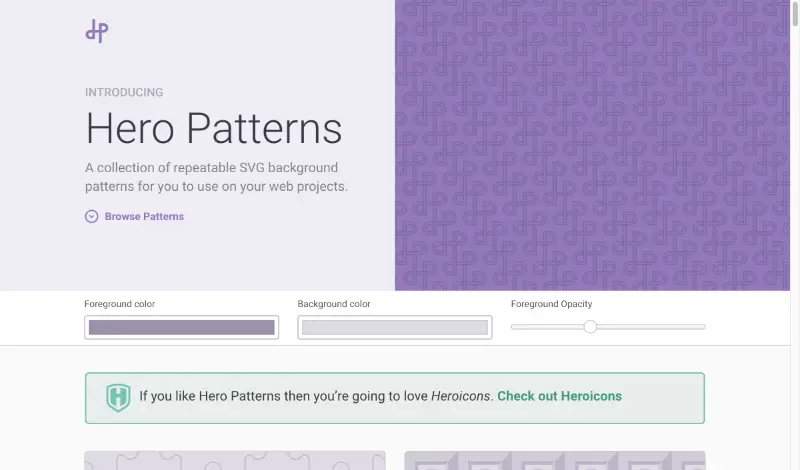 INTRODUCING
Hero Patterns
A collection of repeatable SVG background
patterns for you to use on your web projects.
Browse Patterns
Foreground color
Background color
Foreground Opacity
If you like Hero Patterns then you’re going to love Heroicons. Check out Heroicons